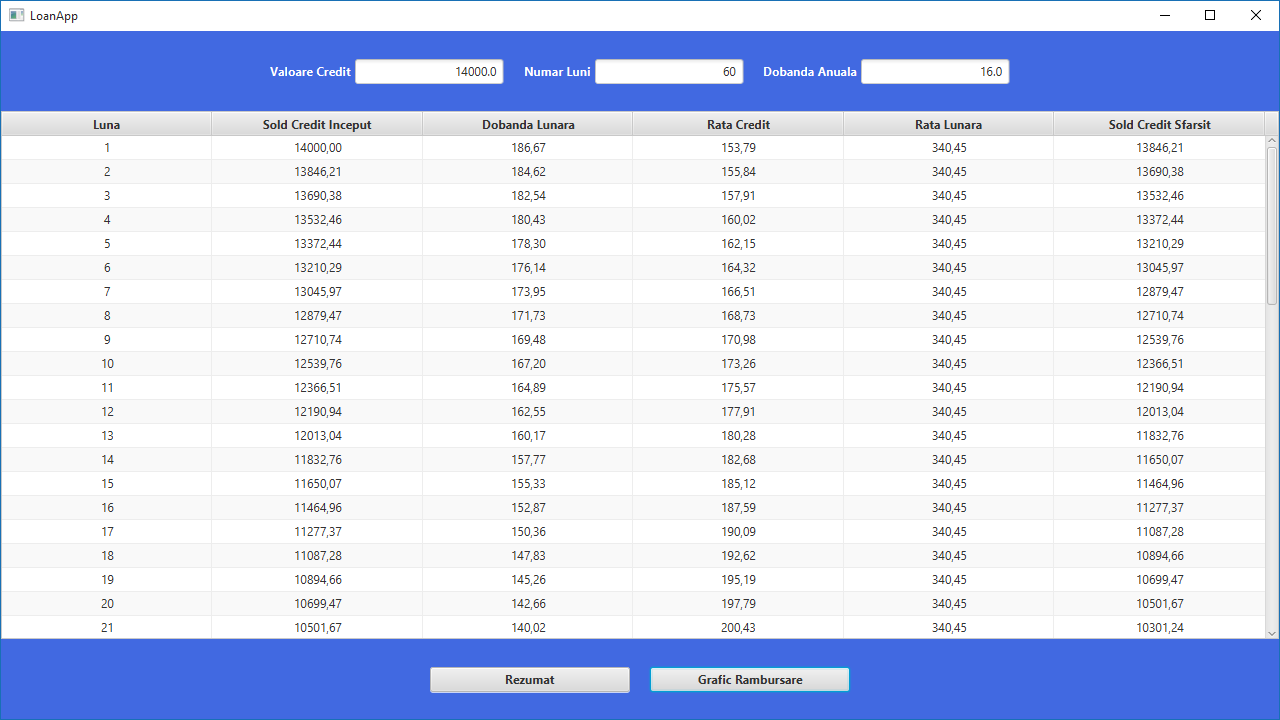 LoanApp
Valoare Credit 14000.0 Numar Luni 60 Dobanda Anuala 16.0
Luna Sold Credit Inceput Dobanda Lunara Rata Credit Rata Lunara Sold Credit Sfarsit
1 14000,00 186,67 153,79 340,45 13846,21
2 13846,21 184,62 155,84 340,45 13690,38
3 13690,38 182,54 157,91 340,45 13532,46
4 13532,46 180,43 160,02 340,45 13372,44
5 13372,44 178,30 162,15 340,45 13210,29
6 13210,29 176,14 164,32 340,45 13045,97
7 13045,97 173,95 166,51 340,45 12879,47
8 12879,47 171,73 168,73 340,45 12710,74
9 12710,74 169,48 170,98 340,45 12539,76
10 12539,76 167,20 173,26 340,45 12366,51
11 12366,51 164,89 175,57 340,45 12190,94
12 12190,94 162,55 177,91 340,45 12013,04
13 12013,04 160,17 180,28 340,45 11832,76
14 11832,76 157,77 182,68 340,45 11650,07
15 11650,07 155,33 185,12 340,45 11464,96
16 11464,96 152,87 187,59 340,45 11277,37
17 11277,37 150,36 190,09 340,45 11087,28
18 11087,28 147,83 192,62 340,45 10894,66
19 10894,66 145,26 195,19 340,45 10699,47
20 10699,47 142,66 197,79 340,45 10501,67
21 10501,67 140,02 200,43 340,45 10301,24
Rezumat Grafic Rambursare